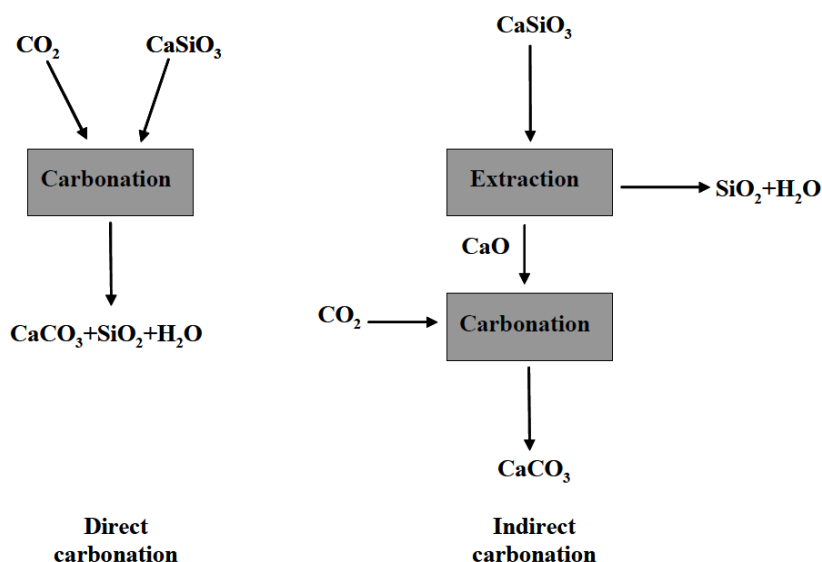 CO₂
CaSiO₃
Carbonation
CaCO₃+SiO₂+H₂O
Direct
carbonation
CaSiO₃
Extraction
SiO₂+H₂O
CaO
CO₂
Carbonation
CaCO₃
Indirect
carbonation